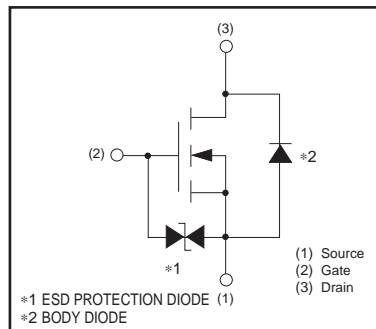 (3)
(2)
*2
*1
(1)
(1) Source
(2) Gate
(3) Drain
*1 ESD PROTECTION DIODE
*2 BODY DIODE